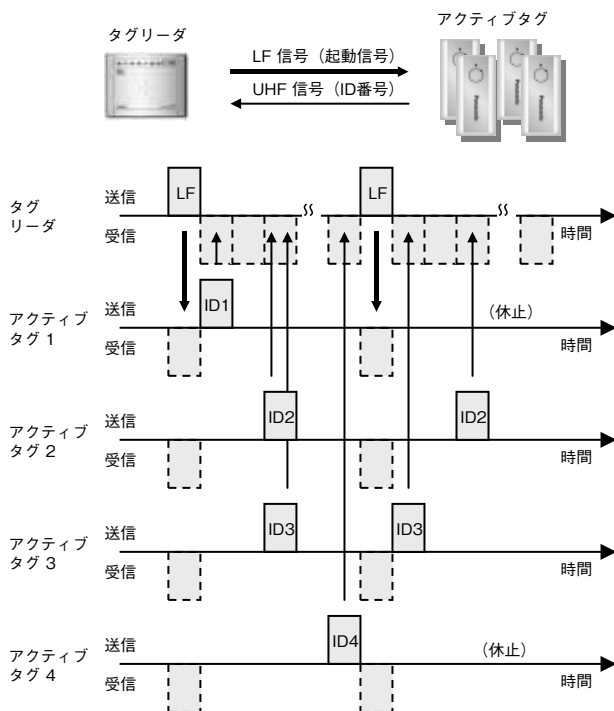 タグリーダ
アクティブタグ
LF 信号（起動信号）
UHF 信号（ID番号）
Panasonic
Panasonic
タグ
リーダ
送信
受信
LF
LF
時間
アクティブ
タグ 1
送信
受信
ID1
（休止）
時間
アクティブ
タグ 2
送信
受信
ID2
ID2
時間
アクティブ
タグ 3
送信
受信
ID3
ID3
時間
アクティブ
タグ 4
送信
受信
ID4
（休止）
時間